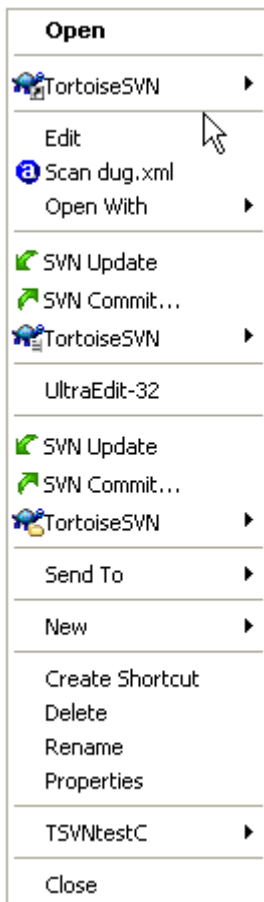 Open
TortoiseSVN
Edit
Scan dug.xml
Open With
SVN Update
SVN Commit...
TortoiseSVN
UltraEdit-32
SVN Update
SVN Commit...
TortoiseSVN
Send To
New
Create Shortcut
Delete
Rename
Properties
TSVNtestC
Close